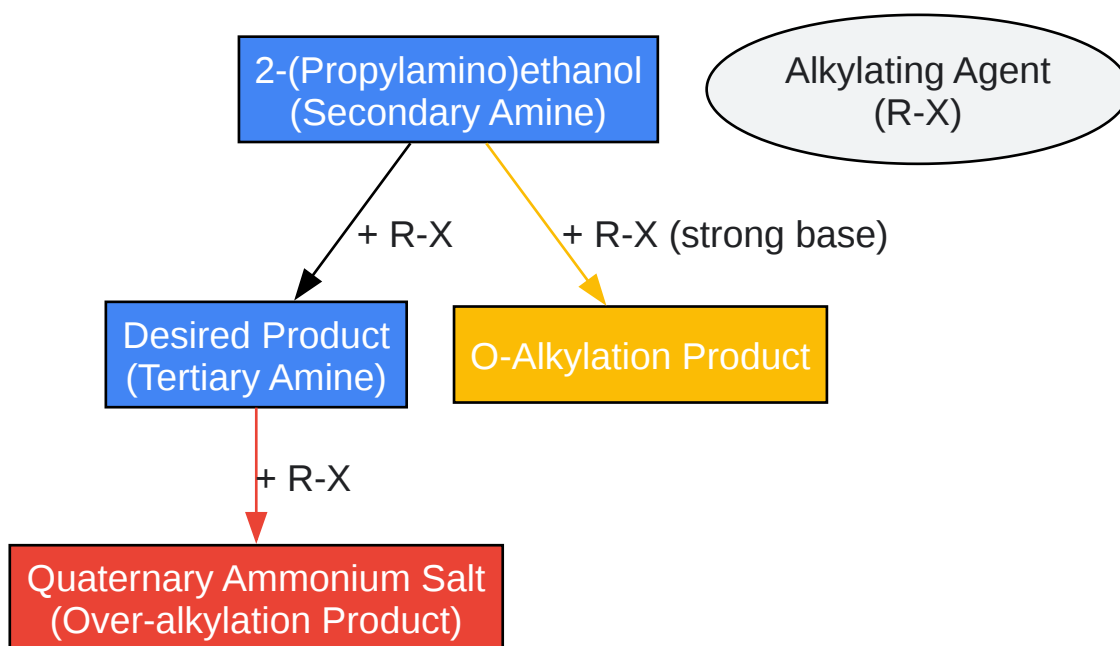 2-(Propylamino)ethanol
(Secondary Amine)
Alkylating Agent
(R-X)
+ R-X
+ R-X (strong base)
Desired Product
(Tertiary Amine)
O-Alkylation Product
+ R-X
Quaternary Ammonium Salt
(Over-alkylation Product)